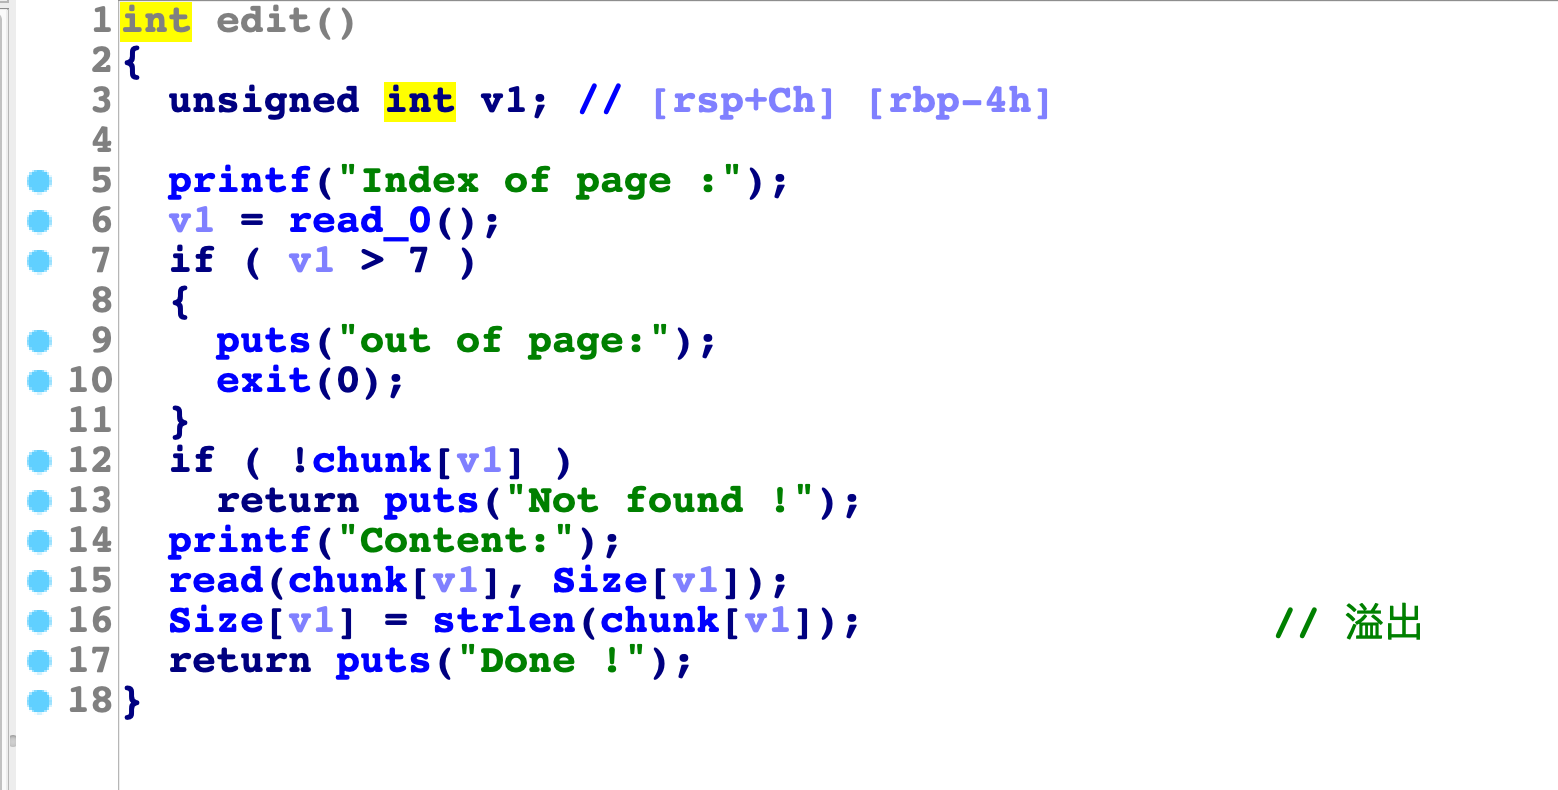 1 int edit()
2 {
3   unsigned int v1; // [rsp+Ch] [rbp-4h]
4
5   printf("Index of page :");
6   v1 = read_0();
7   if ( v1 > 7 )
8   {
9     puts("out of page:");
10     exit(0);
11   }
12   if ( !chunk[v1] )
13     return puts("Not found !");
14   printf("Content:");
15   read(chunk[v1], Size[v1]);
16   Size[v1] = strlen(chunk[v1]); // 溢出
17   return puts("Done !");
18 }